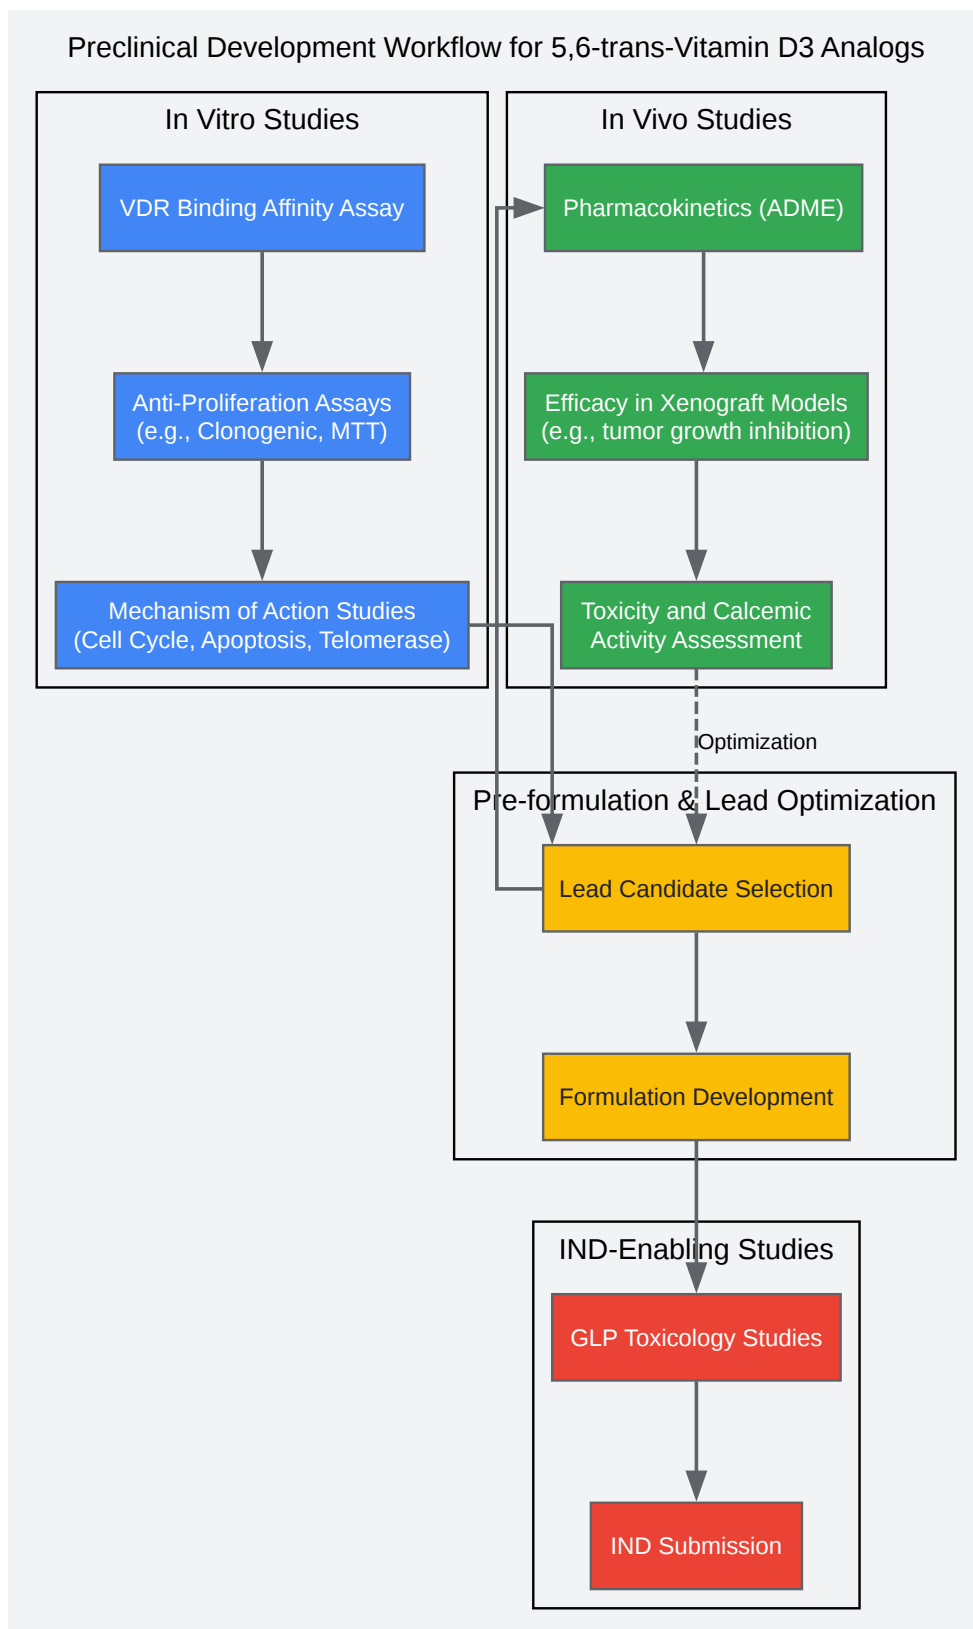 Preclinical Development Workflow for 5,6-trans-Vitamin D3 Analogs
In Vitro Studies
VDR Binding Affinity Assay
Anti-Proliferation Assays
(e.g., Clonogenic, MTT)
Mechanism of Action Studies
(Cell Cycle, Apoptosis, Telomerase)
In Vivo Studies
Pharmacokinetics (ADME)
Efficacy in Xenograft Models
(e.g., tumor growth inhibition)
Toxicity and Calcemic
Activity Assessment
Optimization
Pre-formulation & Lead Optimization
Lead Candidate Selection
Formulation Development
IND-Enabling Studies
GLP Toxicology Studies
IND Submission